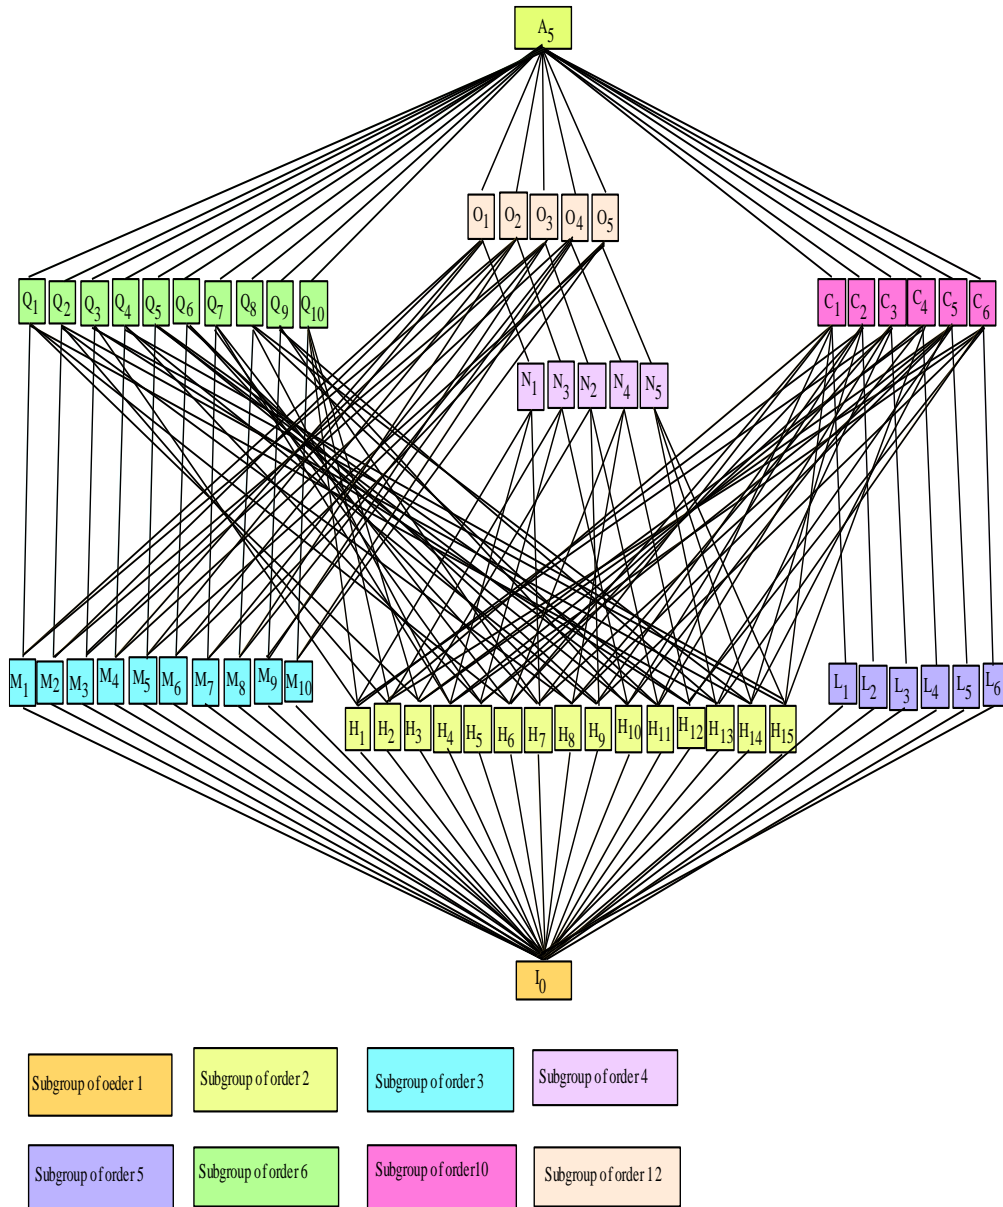 A5
O1 O2 O3 O4 O5
Q1 Q2 Q3 Q4 Q5 Q6 Q7 Q8 Q9 Q10
C1 C2 C3 C4 C5 C6
N1 N3 N2 N4 N5
M1 M2 M3 M4 M5 M6 M7 M8 M9 M10
L1 L2 L3 L4 L5 L6
H1 H2 H3 H4 H5 H6 H7 H8 H9 H10 H11 H12 H13 H14 H15
I0
Subgroup of oeder 1
Subgroup of order 2
Subgroup of order 3
Subgroup of order 4
Subgroup of order 5
Subgroup of order 6
Subgroup of order10
Subgroup of order 12